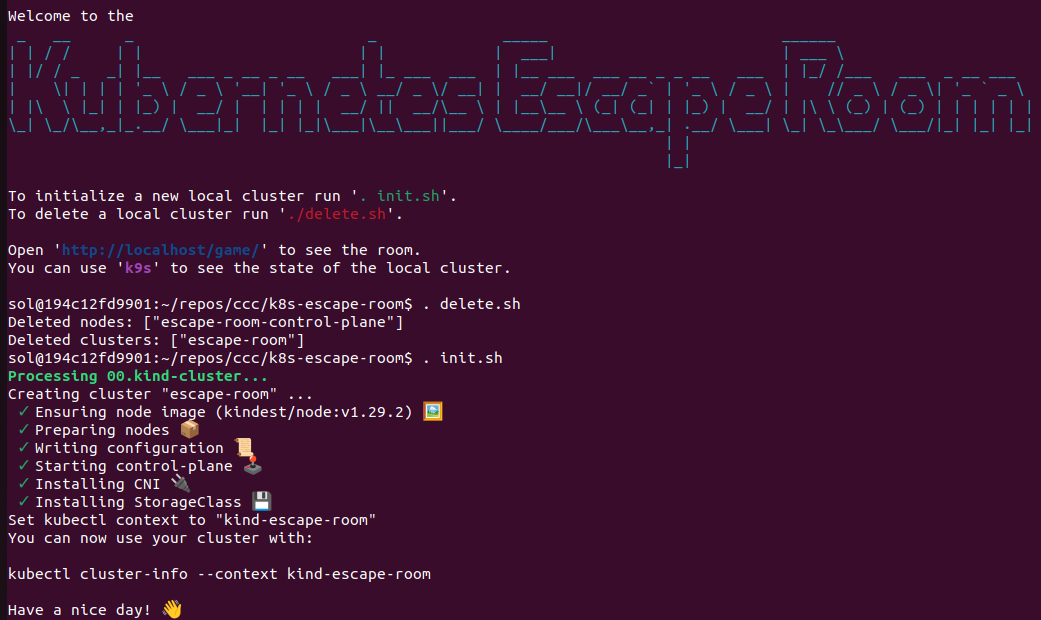 Welcome to the
Kubernetes Escape Room
To initialize a new local cluster run '. init.sh'.
To delete a local cluster run './delete.sh'.
Open 'http://localhost/game/' to see the room.
You can use 'k9s' to see the state of the local cluster.
sol@194c12fd9901:~/repos/ccc/k8s-escape-room$ . delete.sh
Deleted nodes: ["escape-room-control-plane"]
Deleted clusters: ["escape-room"]
sol@194c12fd9901:~/repos/ccc/k8s-escape-room$ . init.sh
Processing 00.kind-cluster...
Creating cluster "escape-room" ...
✓ Ensuring node image (kindest/node:v1.29.2) 🖼
✓ Preparing nodes 📦
✓ Writing configuration 📜
✓ Starting control-plane 🕹
✓ Installing CNI 🔌
✓ Installing StorageClass 💾
Set kubectl context to "kind-escape-room"
You can now use your cluster with:
kubectl cluster-info --context kind-escape-room
Have a nice day! 👋